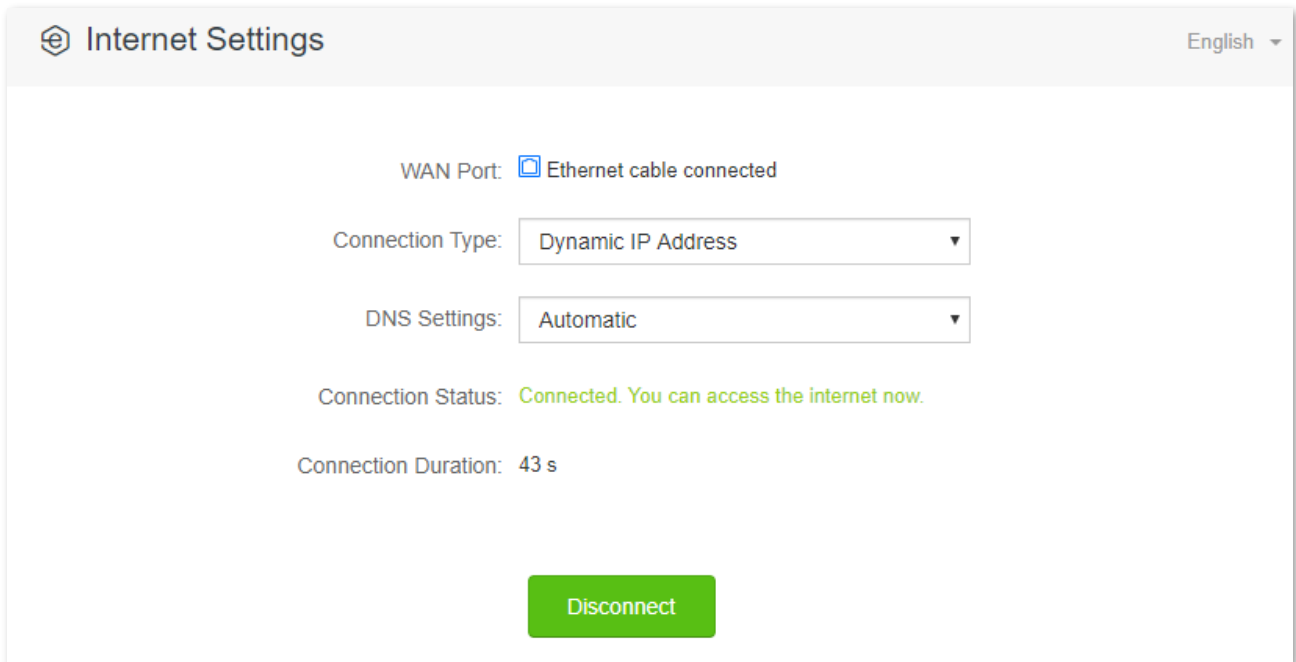 Internet Settings
English
WAN Port: Ethernet cable connected
Connection Type: Dynamic IP Address
DNS Settings: Automatic
Connection Status: Connected. You can access the internet now.
Connection Duration: 43 s
Disconnect